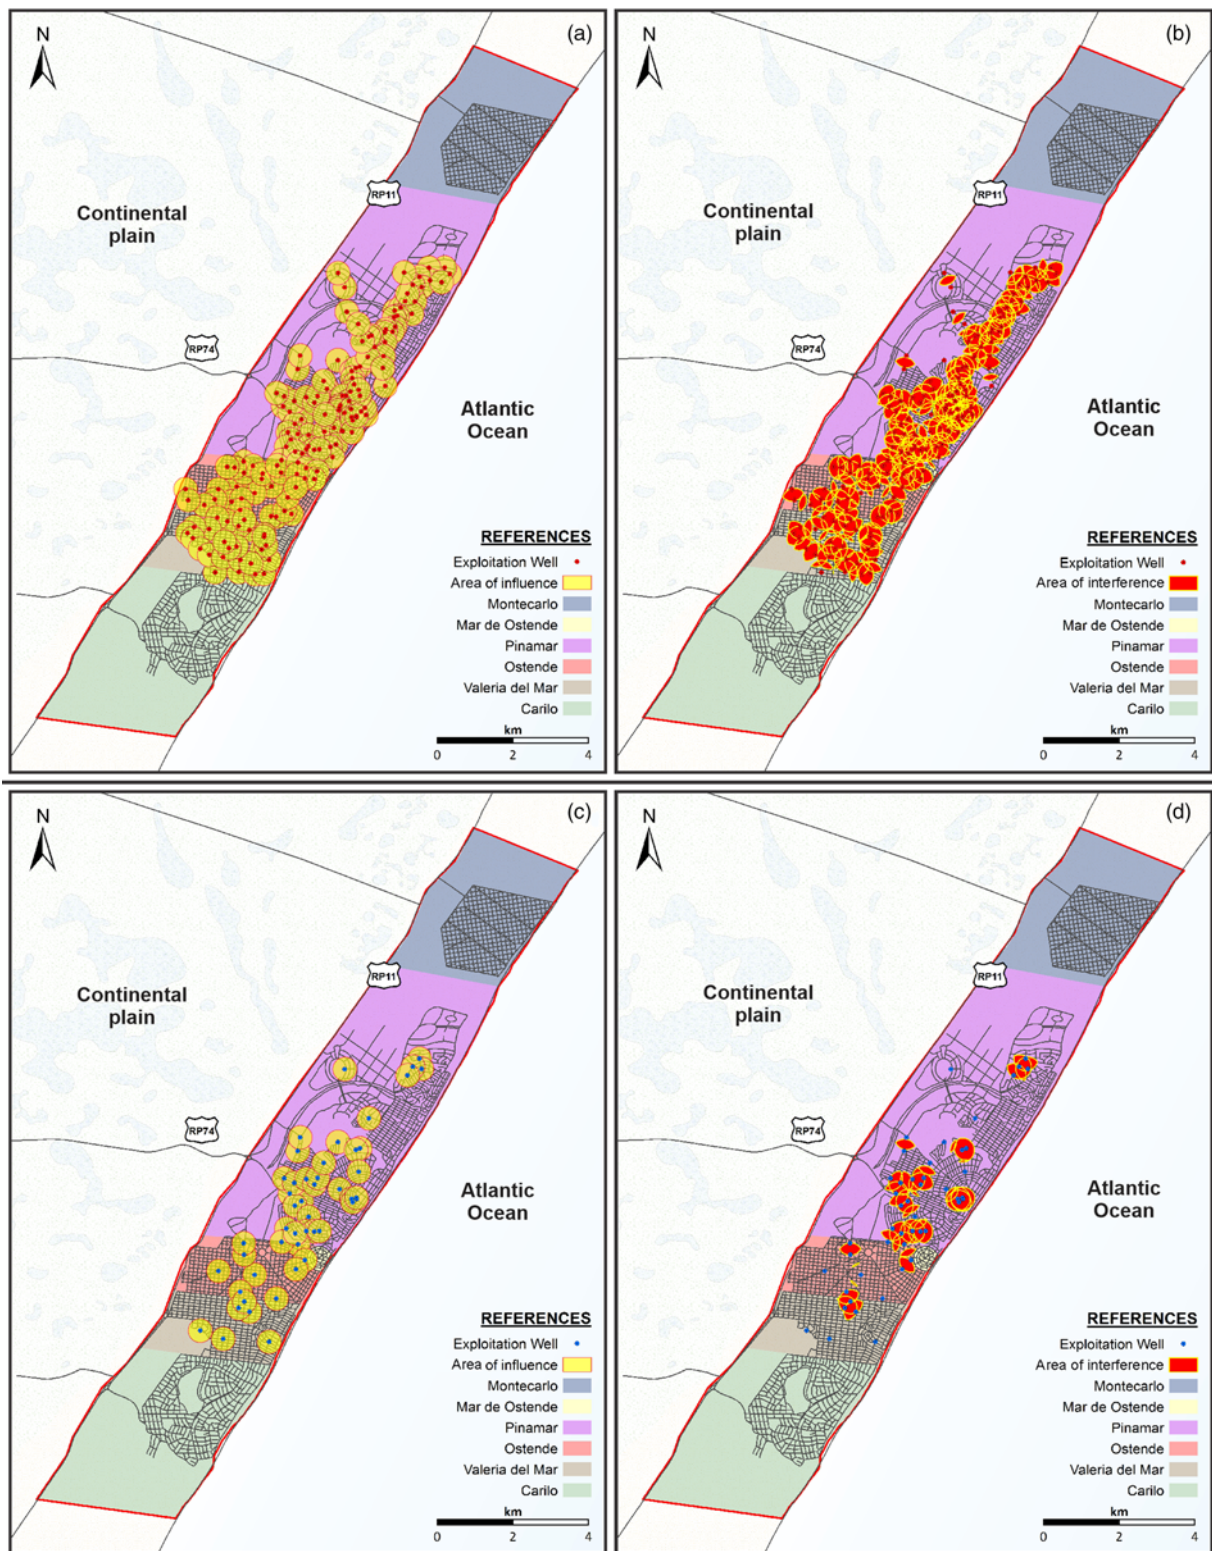 (a)
N
RP11
Continental
plain
RP74
Atlantic
Ocean
REFERENCES
Exploitation Well
Area of influence
Montecarlo
Mar de Ostende
Pinamar
Ostende
Valeria del Mar
Carilo
km
0 2 4
(b)
N
RP11
Continental
plain
RP74
Atlantic
Ocean
REFERENCES
Exploitation Well
Area of interference
Montecarlo
Mar de Ostende
Pinamar
Ostende
Valeria del Mar
Carilo
km
0 2 4
(c)
N
RP11
Continental
plain
RP74
Atlantic
Ocean
REFERENCES
Exploitation Well
Area of influence
Montecarlo
Mar de Ostende
Pinamar
Ostende
Valeria del Mar
Carilo
km
0 2 4
(d)
N
RP11
Continental
plain
RP74
Atlantic
Ocean
REFERENCES
Exploitation Well
Area of interference
Montecarlo
Mar de Ostende
Pinamar
Ostende
Valeria del Mar
Carilo
km
0 2 4